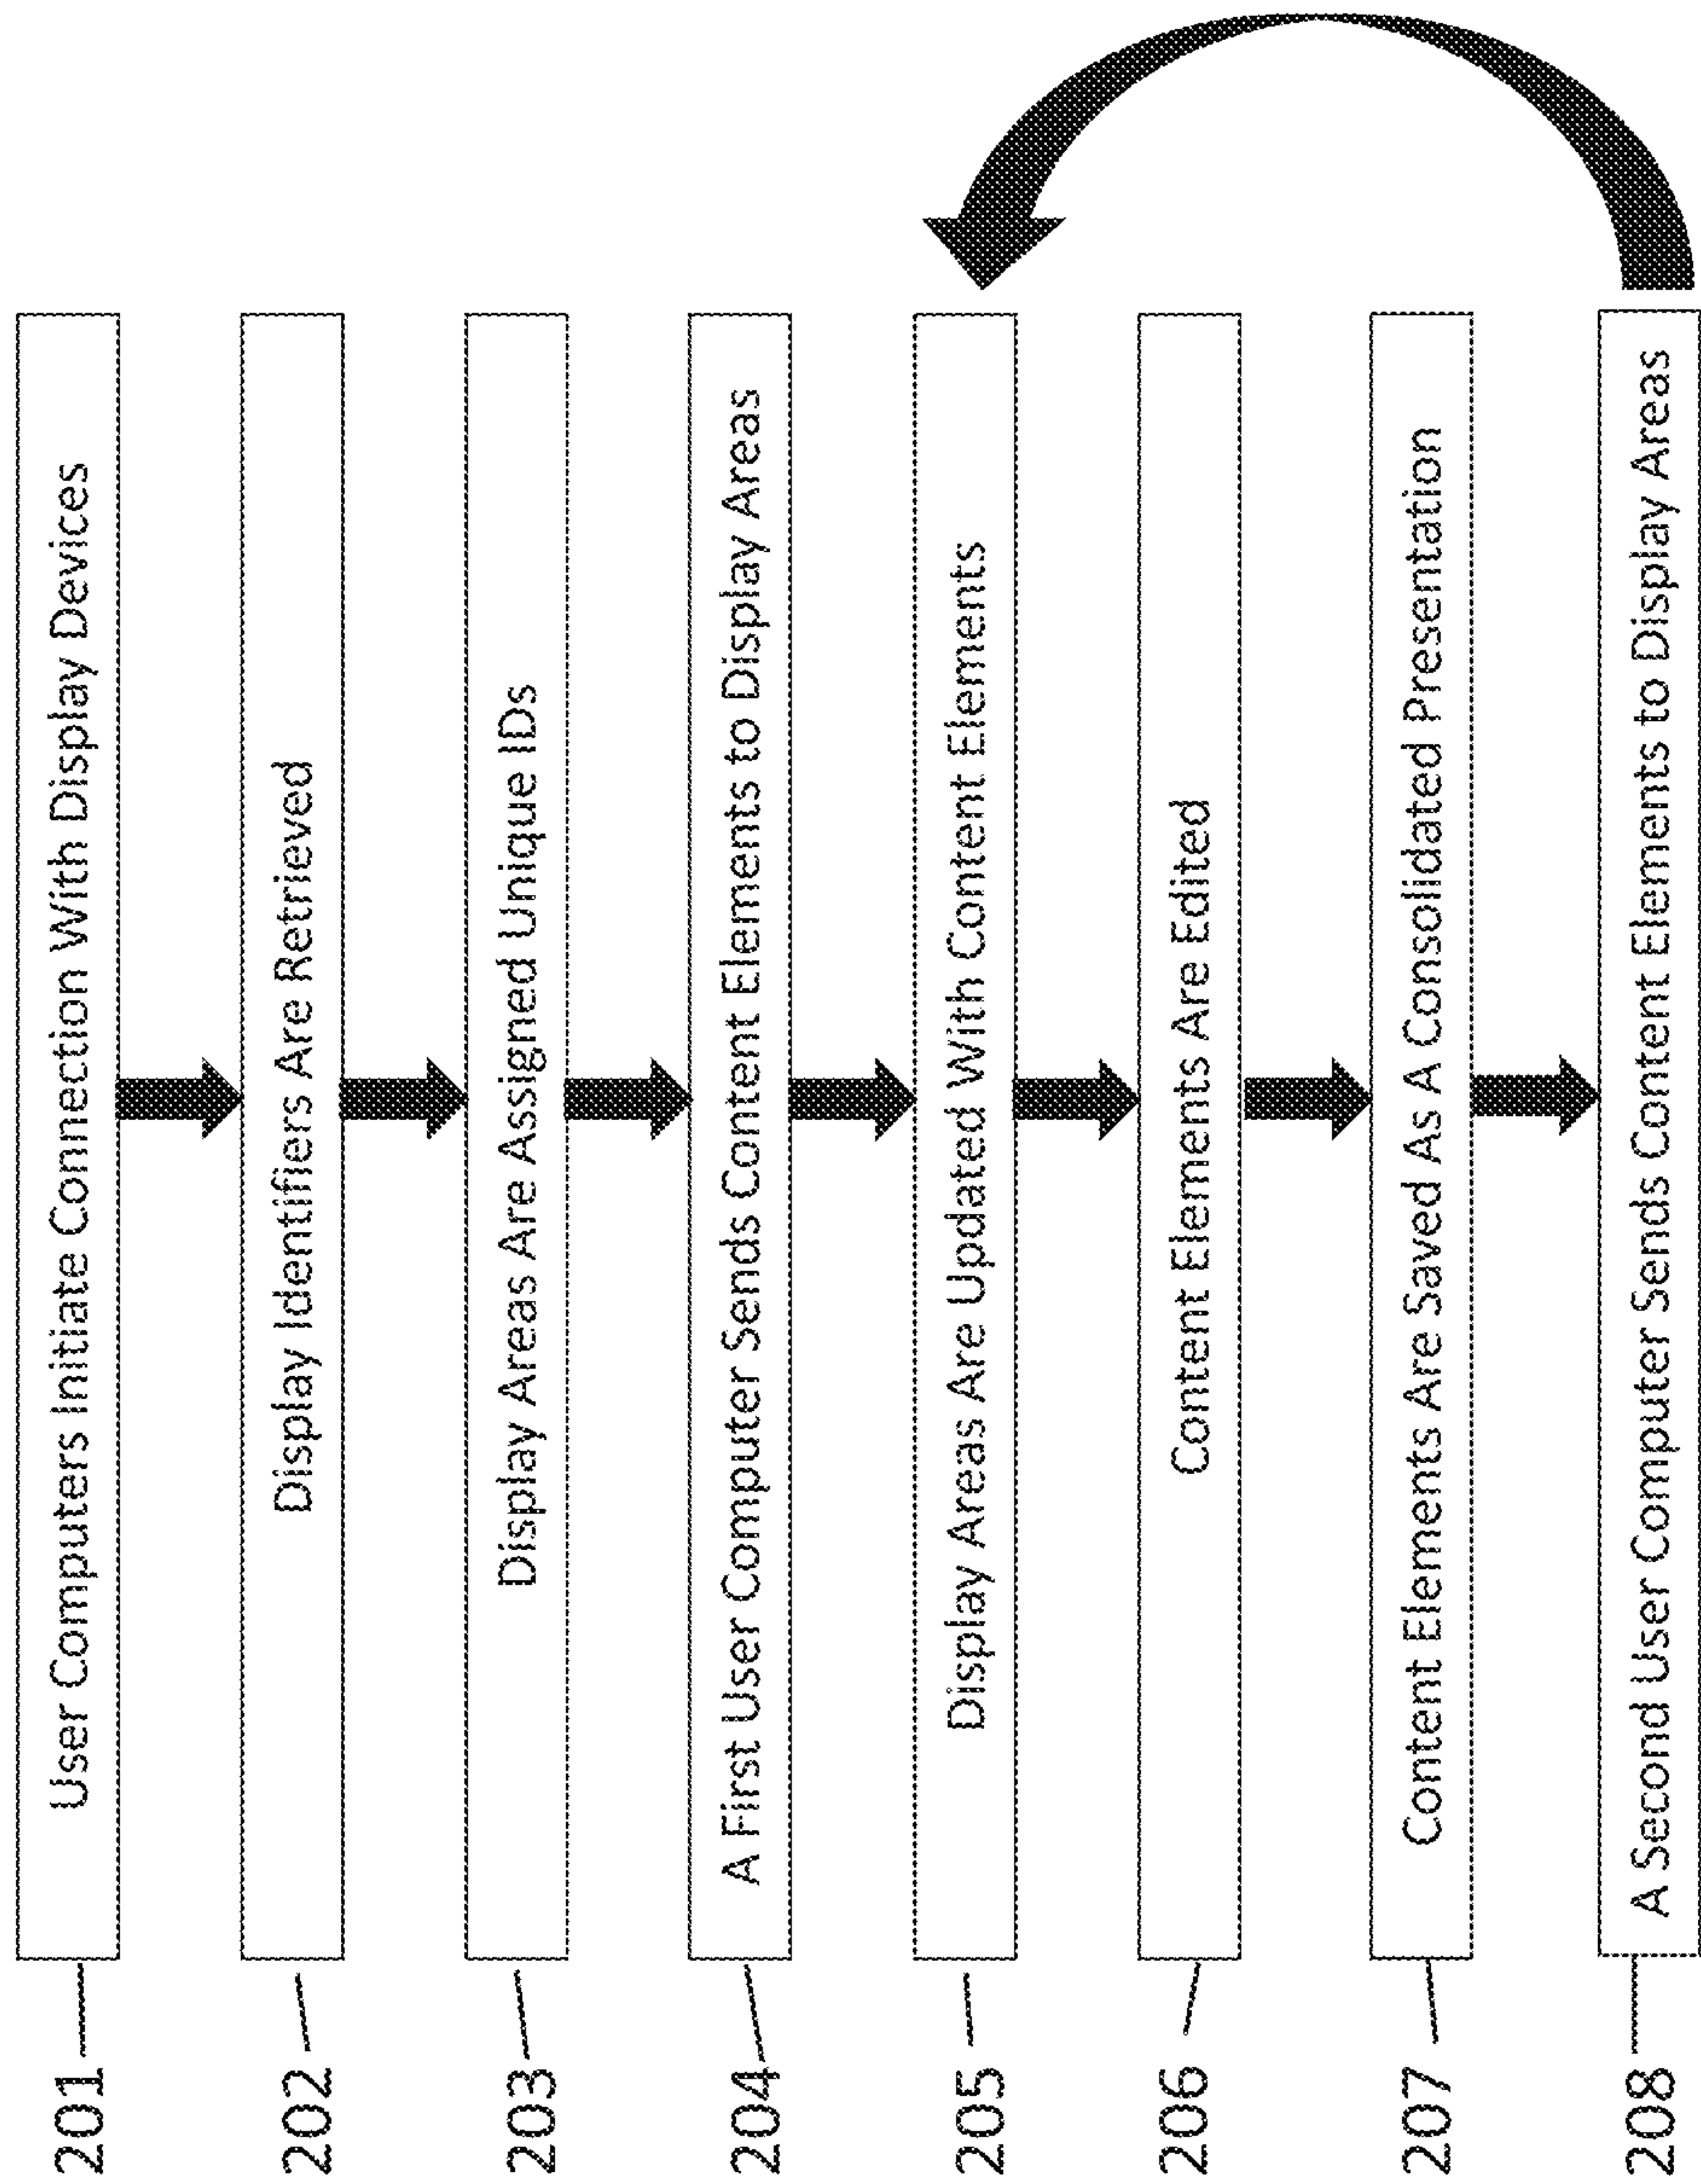 201 User Computers Initiate Connection With Display Devices
202 Display Identifiers Are Retrieved
203 Display Areas Are Assigned Unique IDs
204 A First User Computer Sends Content Elements to Display Areas
205 Display Areas Are Updated With Content Elements
206 Content Elements Are Edited
207 Content Elements Are Saved As A Consolidated Presentation
208 A Second User Computer Sends Content Elements to Display Areas